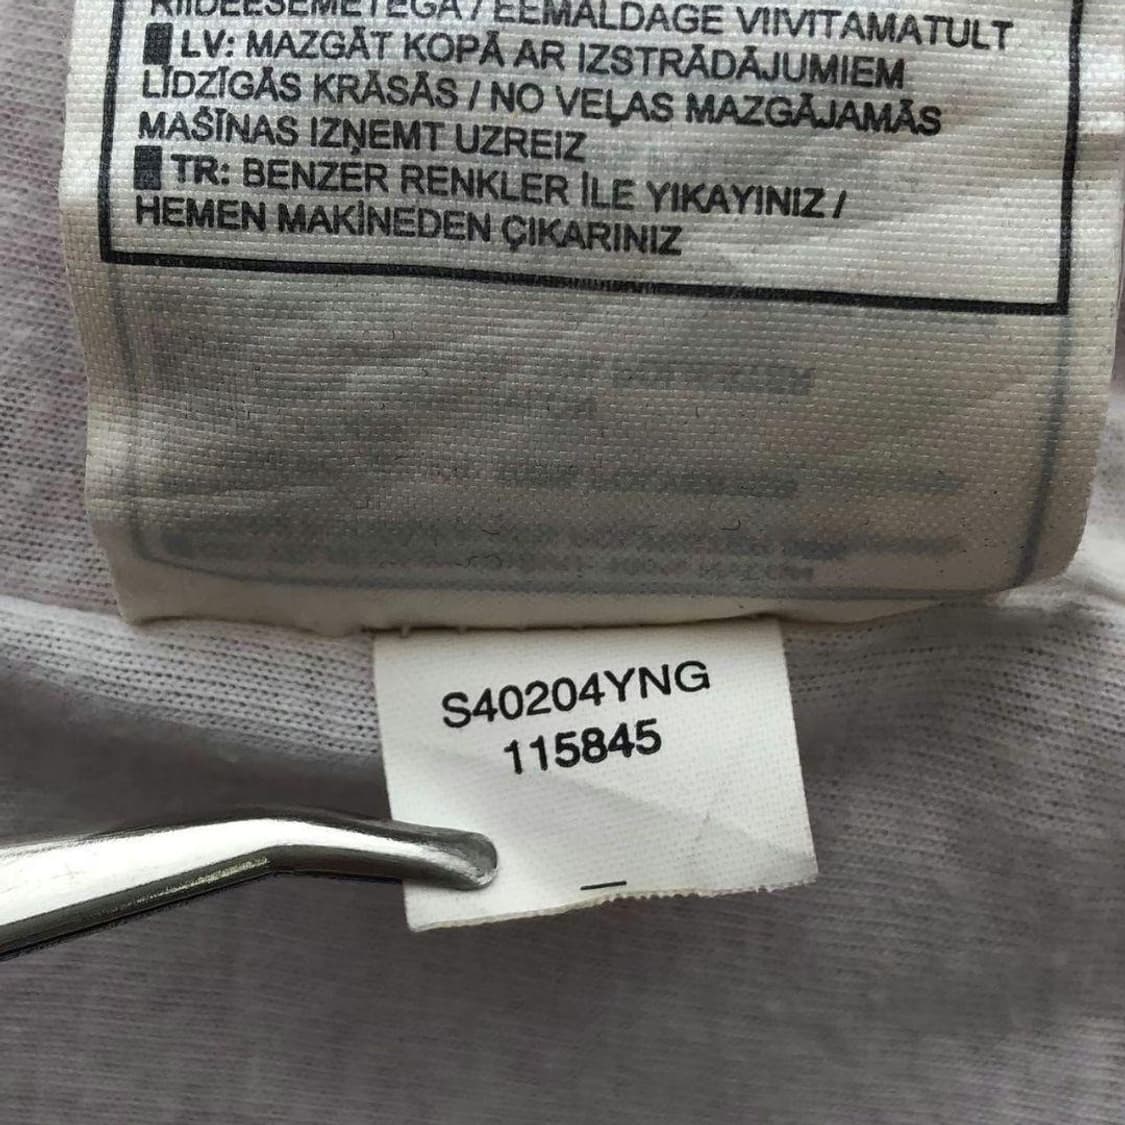 RIIDEESEMETEGA / EEMALDAGE VIIVITAMATULT
LV: MAZGĀT KOPĀ AR IZSTRĀDĀJUMIEM
LĪDZĪGĀS KRĀSĀS / NO VEĻAS MAZGĀJAMĀS
MAŠĪNAS IZŅEMT UZREIZ
TR: BENZER RENKLER İLE YIKAYINIZ /
HEMEN MAKİNEDEN ÇIKARINIZ
S40204YNG
115845